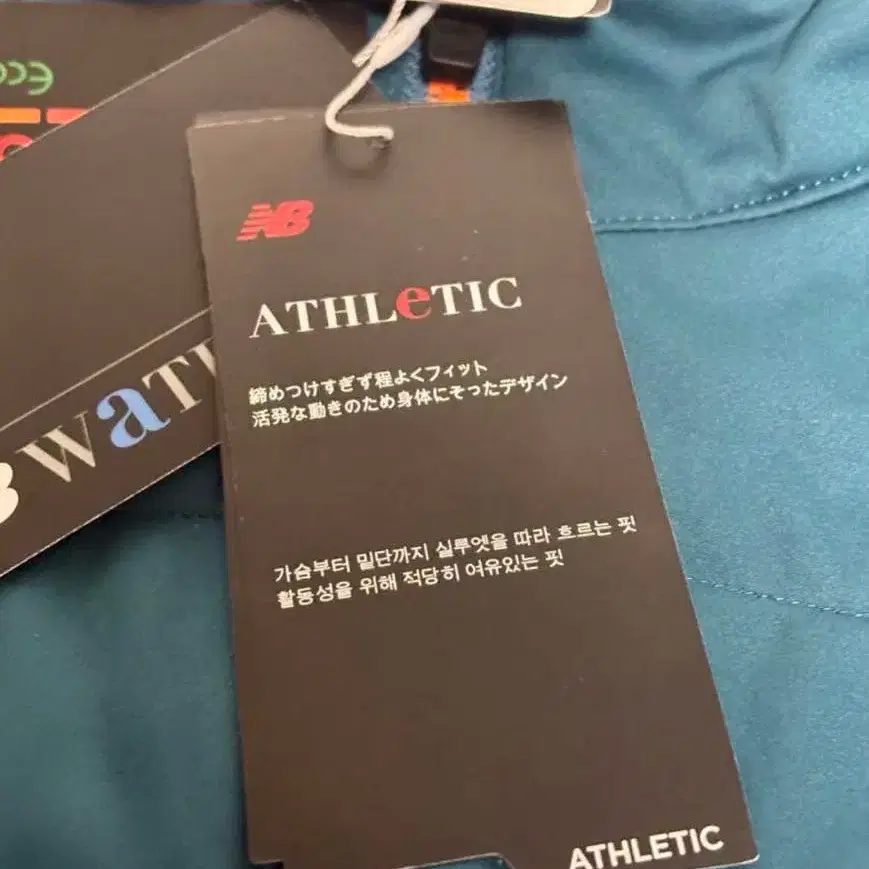 NB
ATHLeTIC
締めつけすぎず程よくフィット
活発な動きのため身体にそったデザイン
가슴부터 밑단까지 실루엣을 따라 흐르는 핏
활동성을 위해 적당히 여유있는 핏
ATHLETIC